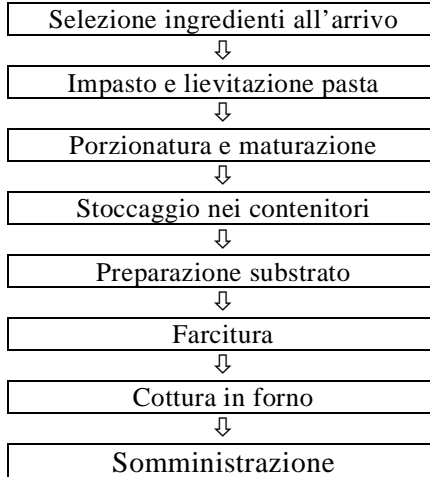 Selezione ingredienti all'arrivo
⇩
Impasto e lievitazione pasta
⇩
Porzionatura e maturazione
⇩
Stoccaggio nei contenitori
⇩
Preparazione substrato
⇩
Farcitura
⇩
Cottura in forno
⇩
Somministrazione